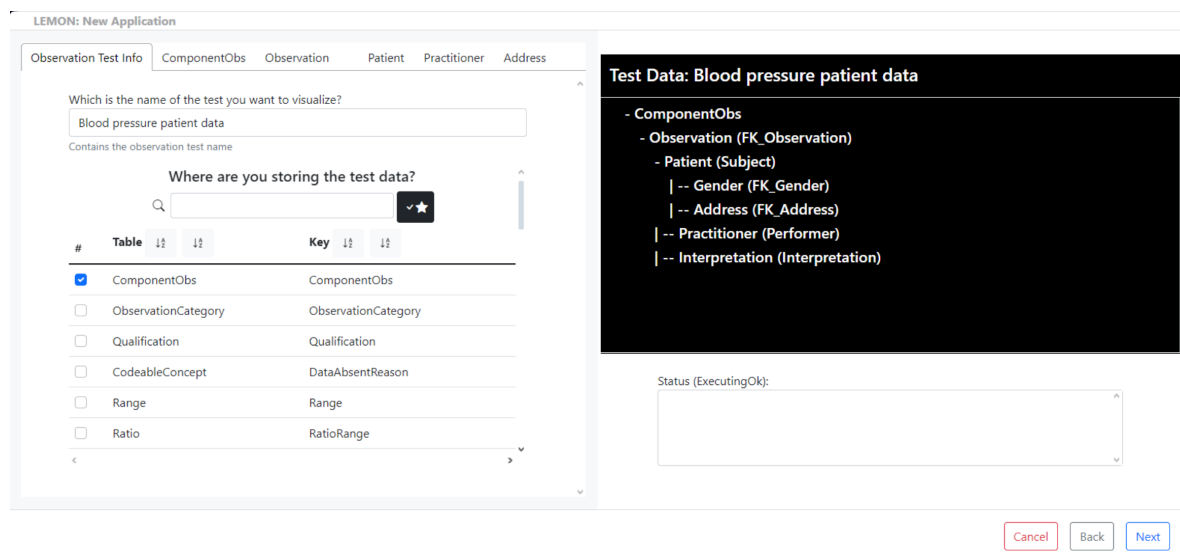 LEMON: New Application
Observation Test Info ComponentObs Observation Patient Practitioner Address
Which is the name of the test you want to visualize?
Blood pressure patient data
Contains the observation test name
Where are you storing the test data?
# Table Key
ComponentObs ComponentObs
ObservationCategory ObservationCategory
Qualification Qualification
CodeableConcept DataAbsentReason
Range Range
Ratio RatioRange
Test Data: Blood pressure patient data
- ComponentObs
- Observation (FK_Observation)
- Patient (Subject)
| -- Gender (FK_Gender)
| -- Address (FK_Address)
| -- Practitioner (Performer)
| -- Interpretation (Interpretation)
Status (ExecutingOk):
Cancel Back Next